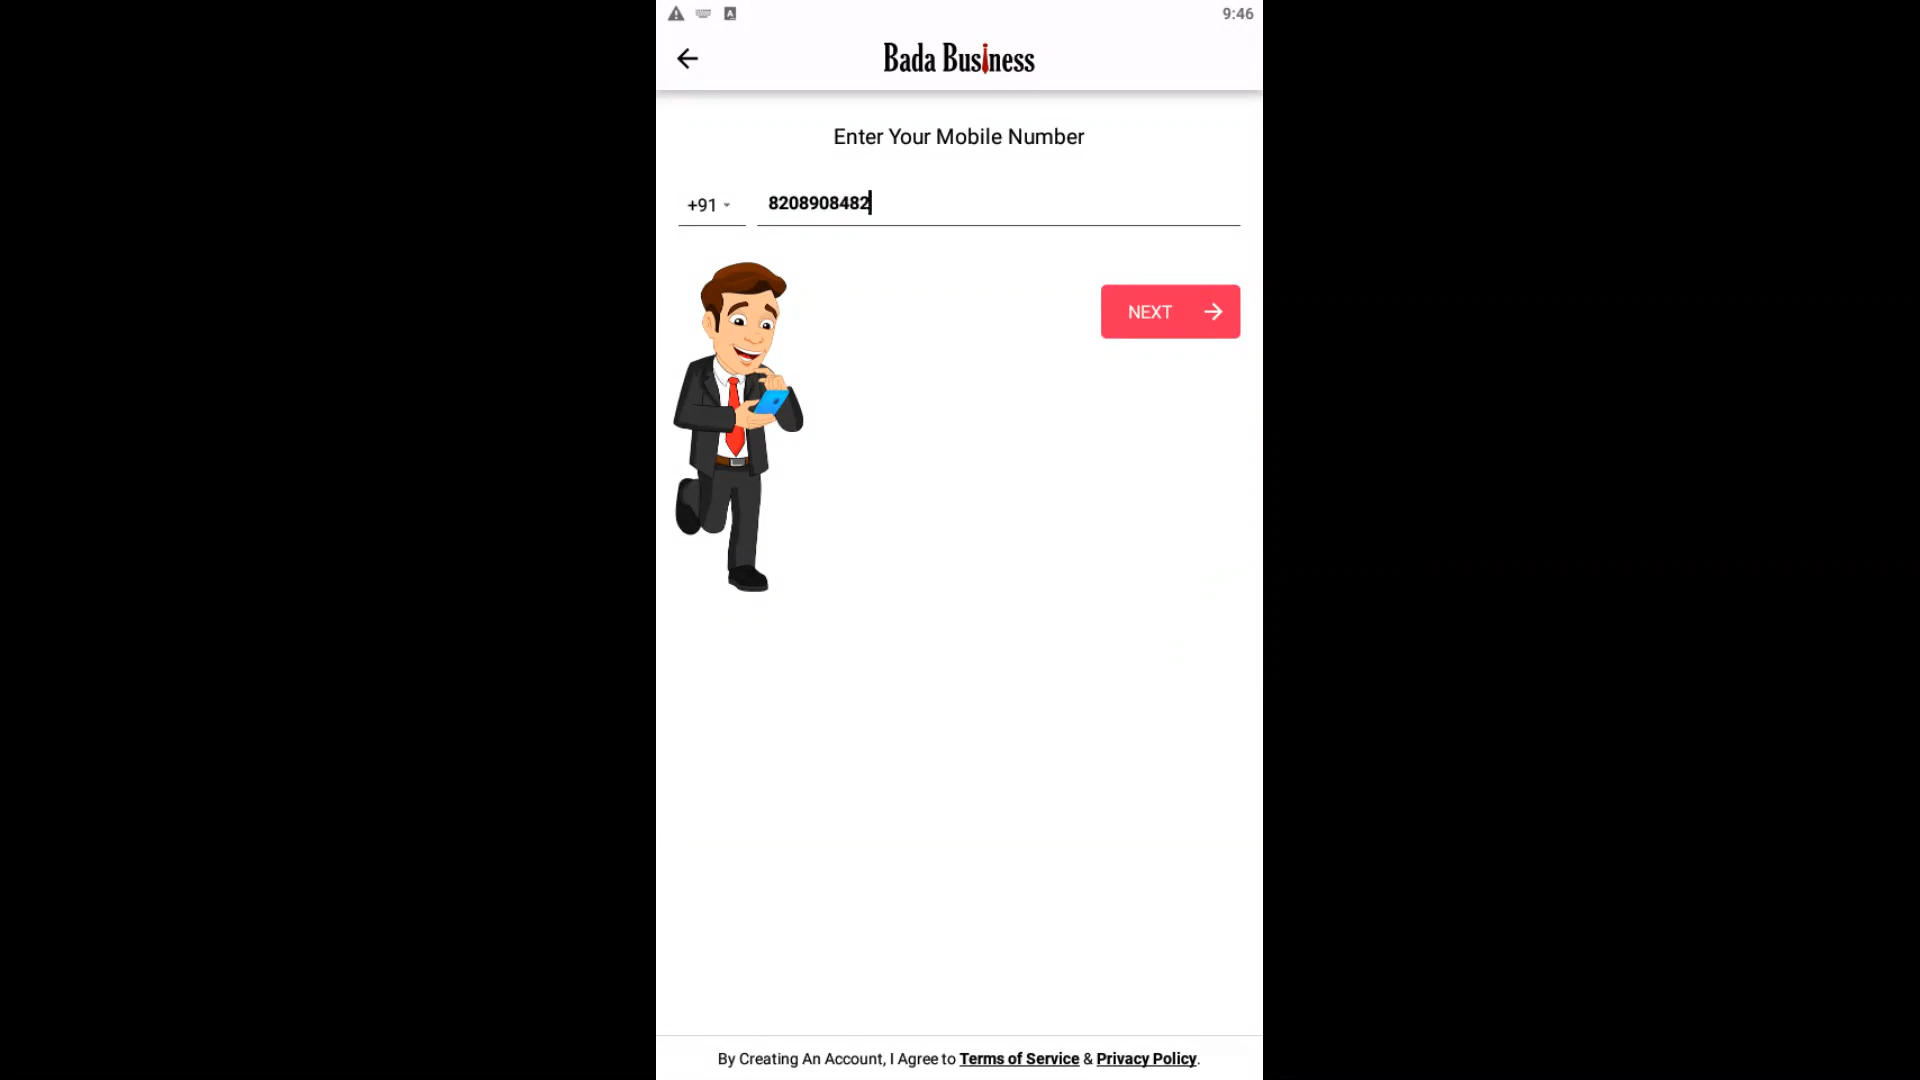 9:46
Bada Business
Enter Your Mobile Number
+91 8208908482
NEXT
By Creating An Account, I Agree to Terms of Service & Privacy Policy.